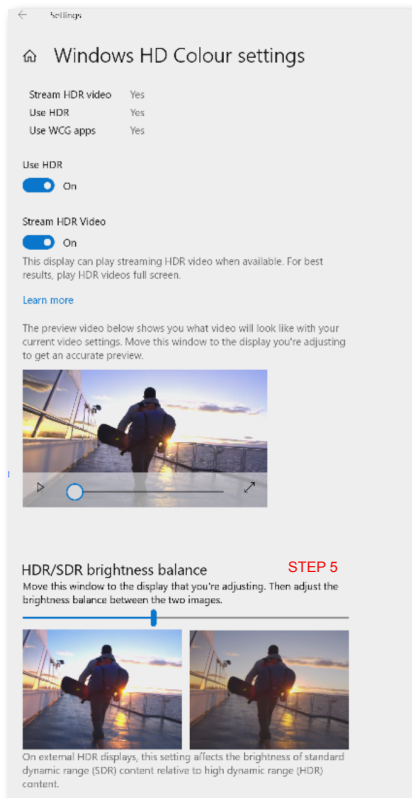 Settings
Windows HD Colour settings
Stream HDR video Yes
Use HDR Yes
Use WCG apps Yes
Use HDR
On
Stream HDR Video
On
This display can play streaming HDR video when available. For best
results, play HDR videos full screen.
Learn more
The preview video below shows you what video will look like with your
current video settings. Move this window to the display you're adjusting
to get an accurate preview.
HDR/SDR brightness balance STEP 5
Move this window to the display that you're adjusting. Then adjust the
brightness balance between the two images.
On external HDR displays, this setting affects the brightness of standard
dynamic range (SDR) content relative to high dynamic range (HDR)
content.